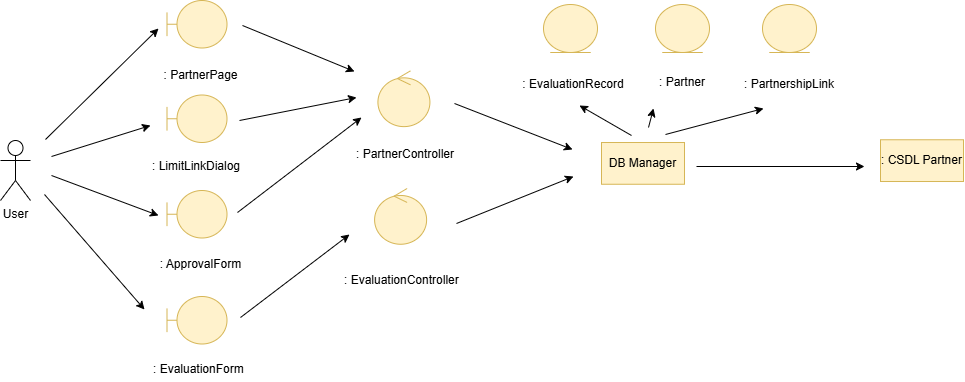 : PartnerPage
: EvaluationRecord
: Partner
: PartnershipLink
: LimitLinkDialog
: PartnerController
DB Manager
: CSDL Partner
User
: ApprovalForm
: EvaluationController
: EvaluationForm